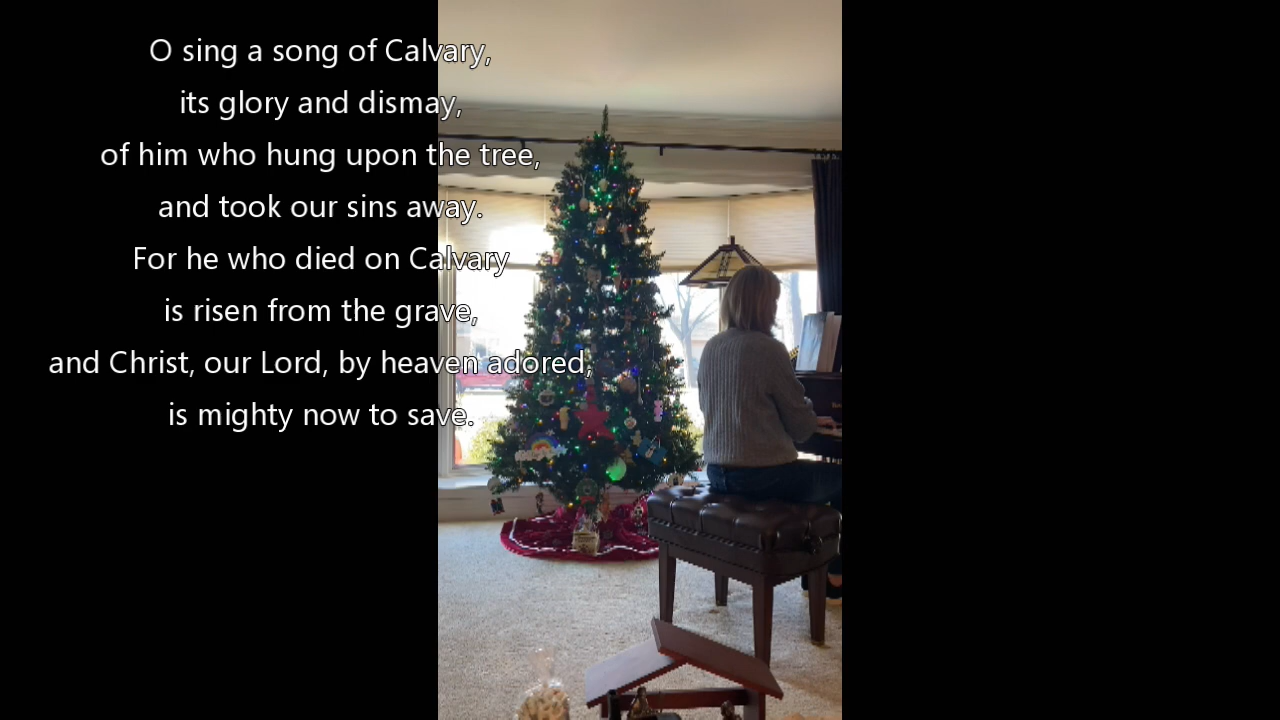 O sing a song of Calvary,
its glory and dismay,
of him who hung upon the tree,
and took our sins away.
For he who died on Calvary
is risen from the grave,
and Christ, our Lord, by heaven adored,
is mighty now to save.